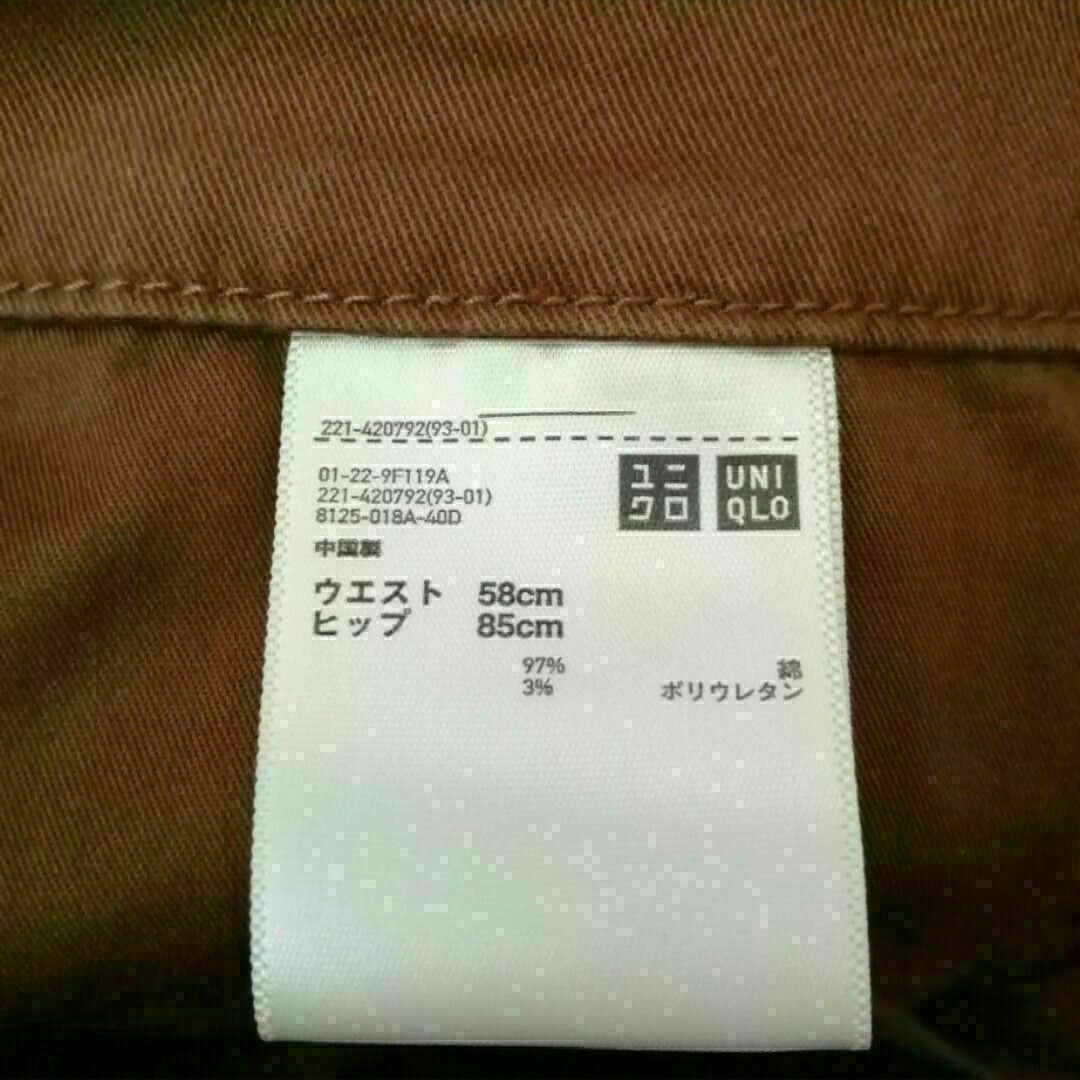 221-420792(93-01)
01-22-9F119A
221-420792(93-01)
8125-018A-40D
ユニ
クロ
UNI
QLO
中国製
ウエスト 58cm
ヒップ 85cm
97% 綿
3% ポリウレタン